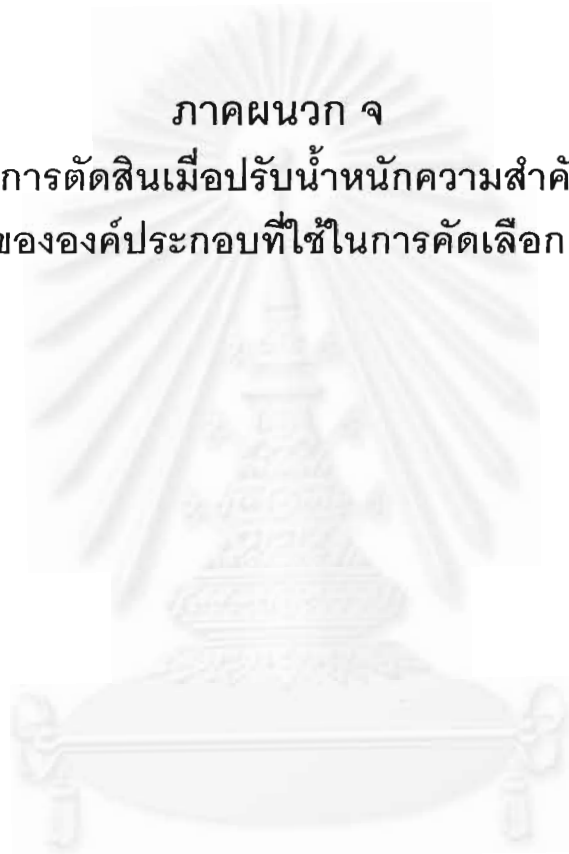 ภาคผนวก จ
การตัดสินเมื่อปรับน้ำหนักความสำคั
ขององค์ประกอบที่ใช้ในการคัดเลือก